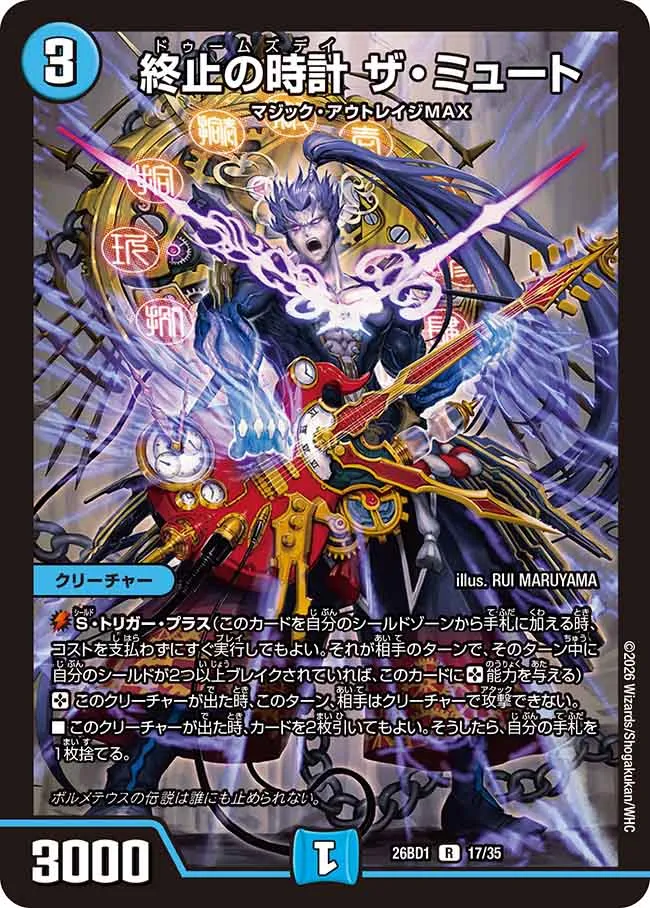 3
ドゥームズデイ
終止の時計 ザ・ミュート
マジック・アウトレイジMAX
クリーチャー
illus. RUI MARUYAMA
S・トリガー・プラス(このカードを自分のシールドゾーンから手札に加える時、
コストを支払わずにすぐ実行してもよい。それが相手のターンで、そのターン中に
自分のシールドが2つ以上ブレイクされていれば、このカードに能力を与える)
このクリーチャーが出た時、このターン、相手はクリーチャーで攻撃できない。
■このクリーチャーが出た時、カードを2枚引いてもよい。そうしたら、自分の手札を
1枚捨てる。
ボルメテウスの伝説は誰にも止められない。
©2026 Wizards/Shogakukan/WHC
3000
1
26BD1 R 17/35